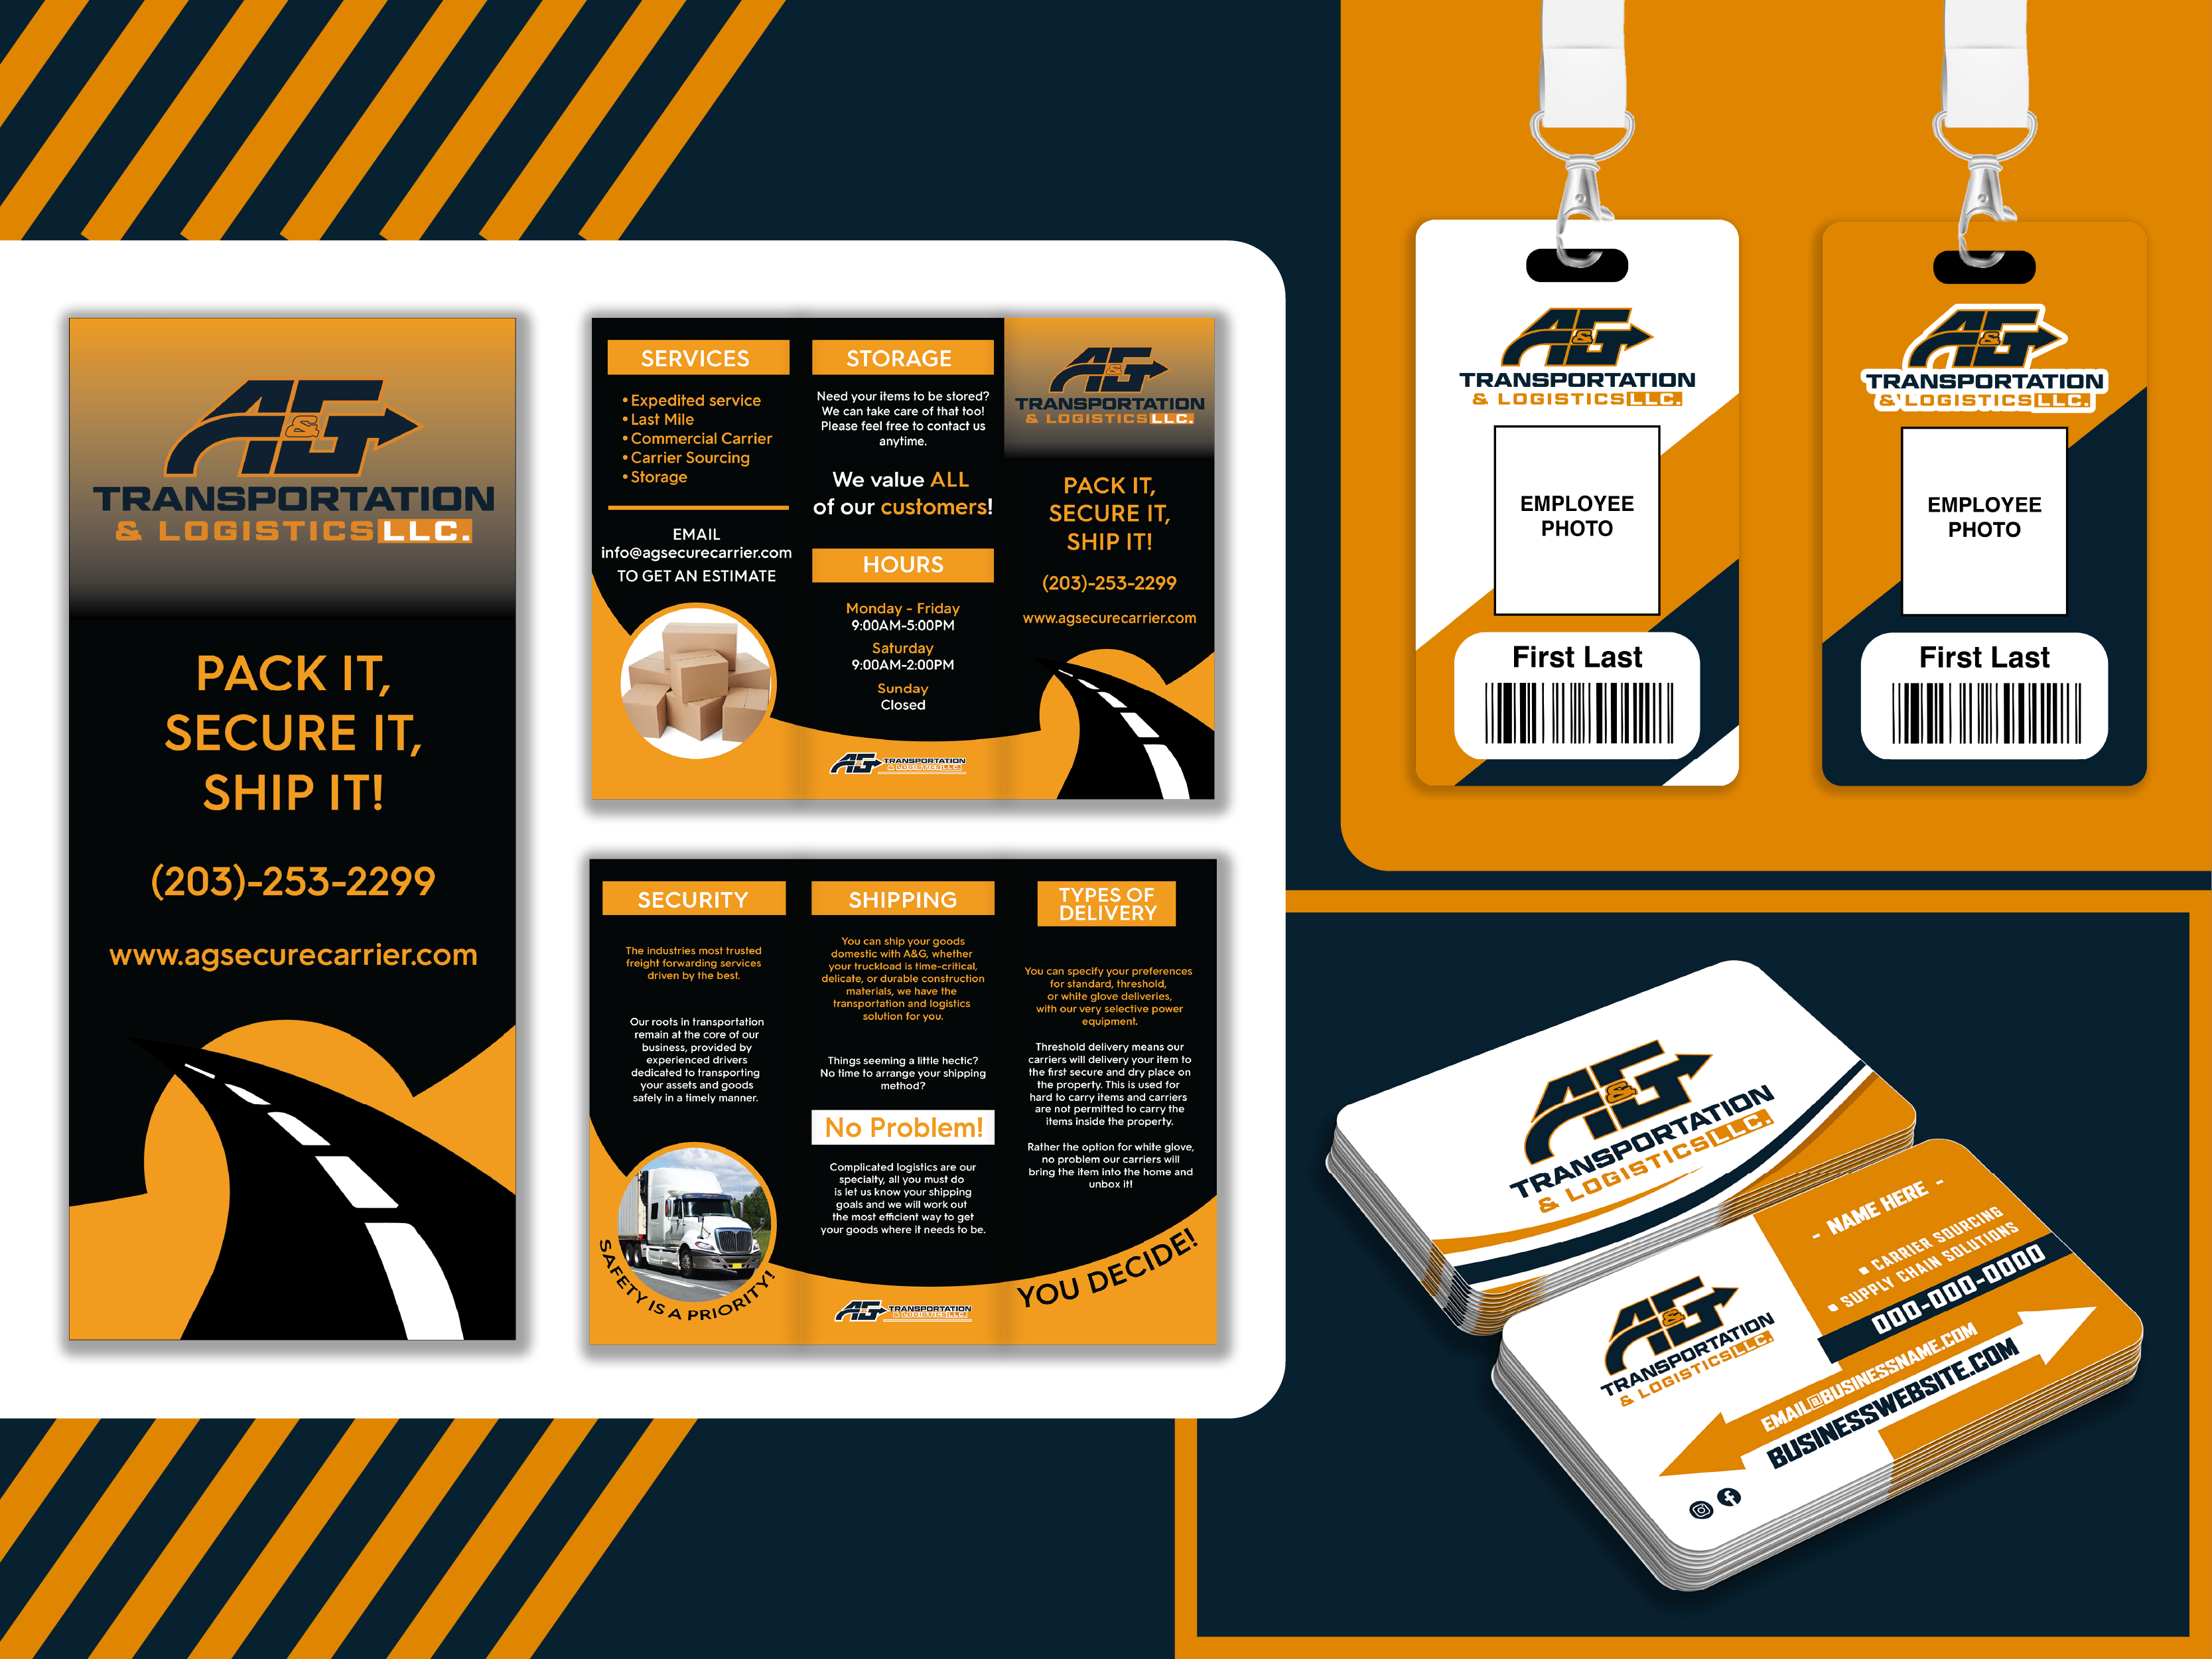 A&G
TRANSPORTATION
& LOGISTICS LLC.
PACK IT,
SECURE IT,
SHIP IT!
(203)-253-2299
www.agsecurecarrier.com
SERVICES
• Expedited service
• Last Mile
• Commercial Carrier
• Carrier Sourcing
• Storage
EMAIL
info@agsecurecarrier.com
TO GET AN ESTIMATE
STORAGE
Need your items to be stored?
We can take care of that too!
Please feel free to contact us
anytime.
We value ALL
of our customers!
HOURS
Monday - Friday
9:00AM-5:00PM
Saturday
9:00AM-2:00PM
Sunday
Closed
A&G TRANSPORTATION
& LOGISTICS LLC.
A&G
TRANSPORTATION
& LOGISTICS LLC.
PACK IT,
SECURE IT,
SHIP IT!
(203)-253-2299
www.agsecurecarrier.com
SECURITY
The industries most trusted
freight forwarding services
driven by the best.
Our roots in transportation
remain at the core of our
business, provided by
experienced drivers
dedicated to transporting
your assets and goods
safely in a timely manner.
SAFETY IS A PRIORITY!
SHIPPING
You can ship your goods
domestic with A&G, whether
your truckload is time-critical,
delicate, or durable construction
materials, we have the
transportation and logistics
solution for you.
Things seeming a little hectic?
No time to arrange your shipping
method?
No Problem!
Complicated logistics are our
specialty, all you must do
is let us know your shipping
goals and we will work out
the most efficient way to get
your goods where it needs to be.
A&G TRANSPORTATION
& LOGISTICS LLC.
TYPES OF
DELIVERY
You can specify your preferences
for standard, threshold,
or white glove deliveries,
with our very selective power
equipment.
Threshold delivery means our
carriers will delivery your item to
the first secure and dry place on
the property. This is used for
hard to carry items and carriers
are not permitted to carry the
items inside the property.
Rather the option for white glove,
no problem our carriers will
bring the item into the home and
unbox it!
YOU DECIDE!
A&G
TRANSPORTATION
& LOGISTICS LLC.
EMPLOYEE
PHOTO
First Last
A&G
TRANSPORTATION
& LOGISTICS LLC.
EMPLOYEE
PHOTO
First Last
A&G
TRANSPORTATION
& LOGISTICS LLC.
A&G
TRANSPORTATION
& LOGISTICS LLC.
- NAME HERE -
▪ CARRIER SOURCING
▪ SUPPLY CHAIN SOLUTIONS
000-000-0000
EMAIL@BUSINESSNAME.COM
BUSINESSWEBSITE.COM